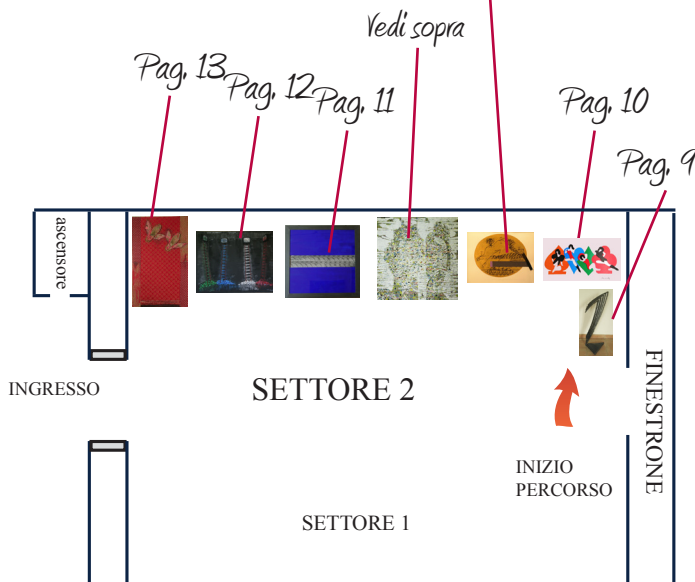 Vedi sopra
Pag. 13
Pag. 12
Pag. 11
Pag. 10
Pag. 9
ascensore
INGRESSO
SETTORE 2
FINESTRONE
INIZIO
PERCORSO
SETTORE 1